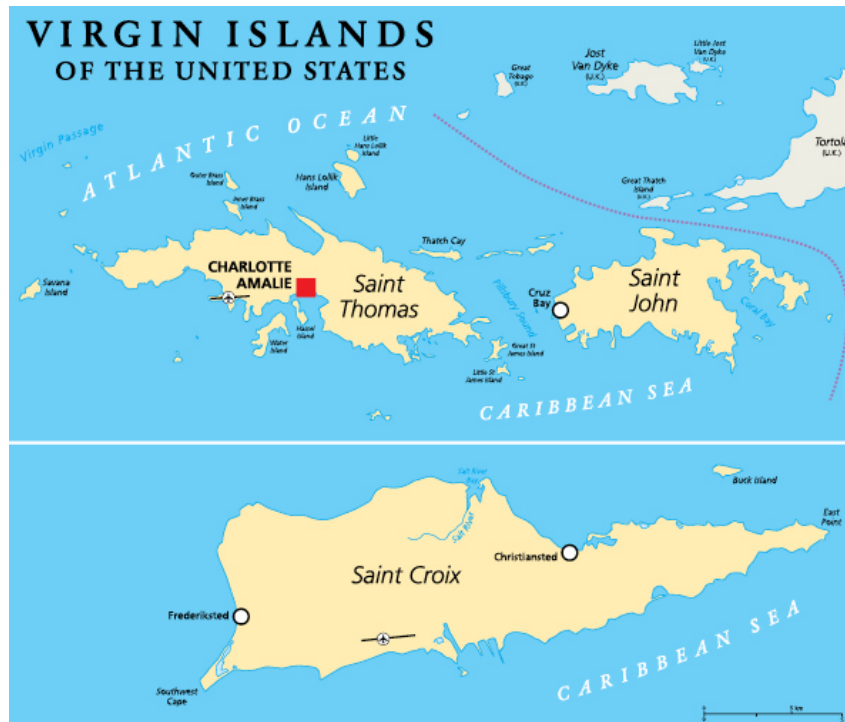 VIRGIN ISLANDS
OF THE UNITED STATES
Jost
Van Dyke
(U.K.)
Little Jost
Van Dyke
(U.K.)
Great
Tobago
(U.K.)
ATLANTIC OCEAN
Virgin Passage
Little
Hans Lollik
Island
Hans Lollik
Island
Outer Brass
Island
Inner Brass
Island
Tortola
(U.K.)
Great Thatch
Island
(U.K.)
Thatch Cay
Savana
Island
CHARLOTTE
AMALIE
Saint
Thomas
Pillsbury Sound
Cruz
Bay
Saint
John
Coral Bay
Hassel
Island
Water
Island
Great St
James Island
Little St
James Island
CARIBBEAN SEA
Salt River
Bay
Buck Island
East
Point
Salt River
Christiansted
Saint Croix
Frederiksted
CARIBBEAN SEA
Southwest
Cape
0
5 km